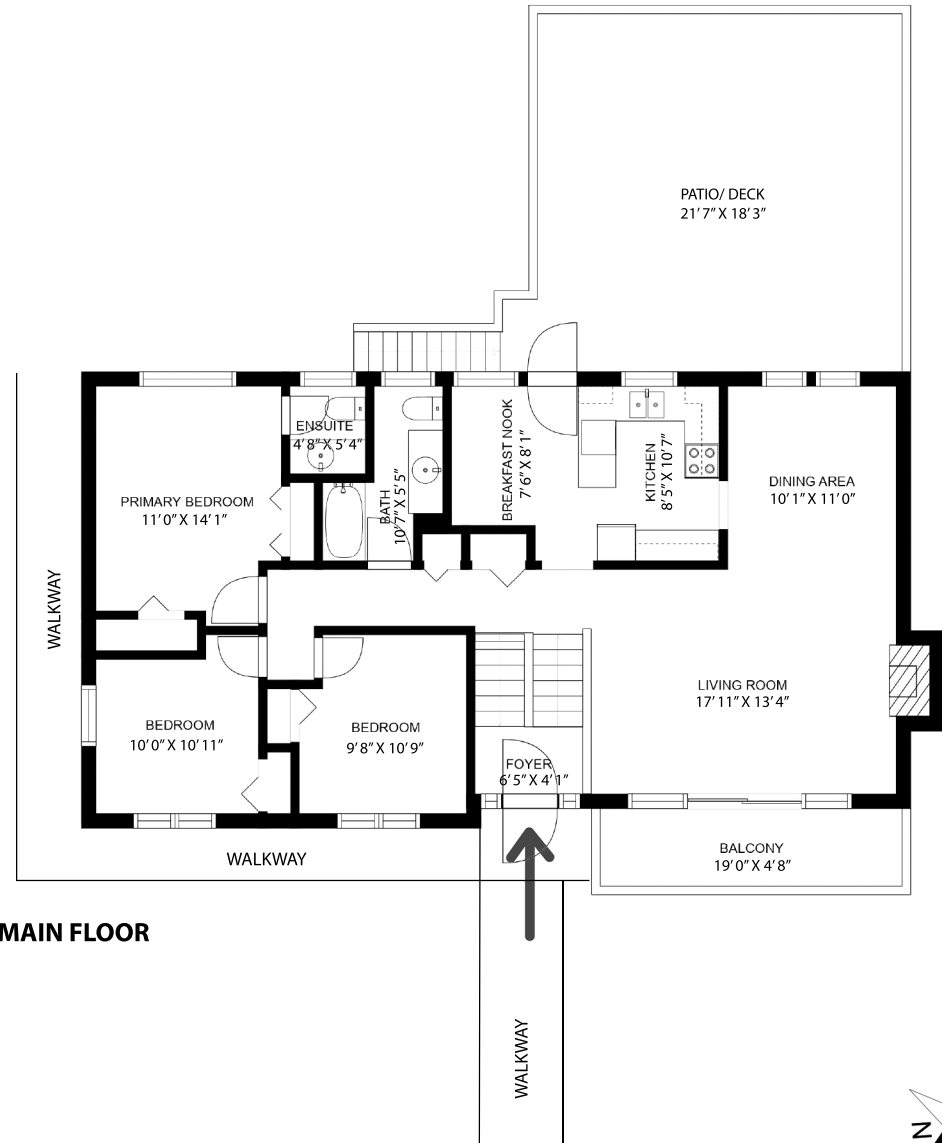 PATIO/ DECK
21'7" X 18'3"
ENSUITE
4'8" X 5'4"
BREAKFAST NOOK
7'6" X 8'1"
KITCHEN
8'5" X 10'7"
DINING AREA
10'1" X 11'0"
PRIMARY BEDROOM
11'0" X 14'1"
BATH
10'7" X 5'5"
WALKWAY
LIVING ROOM
17'11" X 13'4"
BEDROOM
10'0" X 10'11"
BEDROOM
9'8" X 10'9"
FOYER
6'5" X 4'1"
WALKWAY
BALCONY
19'0" X 4'8"
MAIN FLOOR
WALKWAY
N